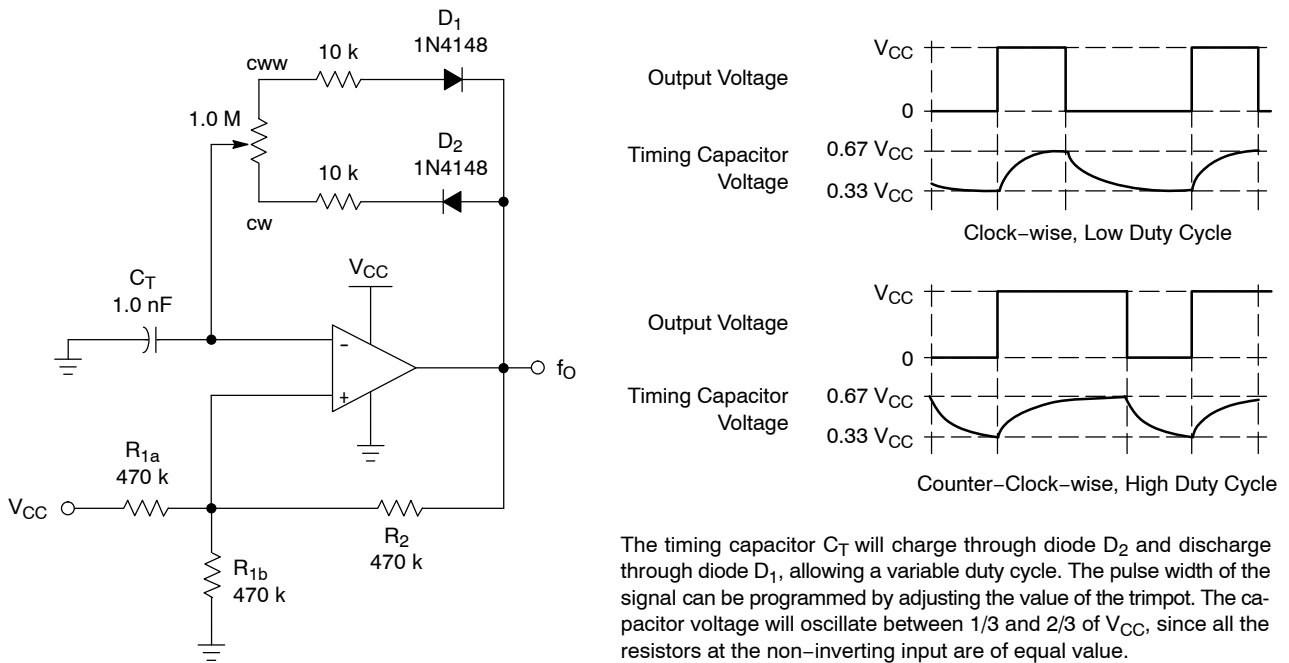 D1
1N4148
10 k
cww
1.0 M
D2
1N4148
10 k
cw
CT
1.0 nF
VCC
-
+
fO
R1a
470 k
VCC
R2
470 k
R1b
470 k
Output Voltage
VCC
0
Timing Capacitor
Voltage
0.67 VCC
0.33 VCC
Clock−wise, Low Duty Cycle
Output Voltage
VCC
0
Timing Capacitor
Voltage
0.67 VCC
0.33 VCC
Counter−Clock−wise, High Duty Cycle
The timing capacitor CT will charge through diode D2 and discharge
through diode D1, allowing a variable duty cycle. The pulse width of the
signal can be programmed by adjusting the value of the trimpot. The ca-
pacitor voltage will oscillate between 1/3 and 2/3 of VCC, since all the
resistors at the non−inverting input are of equal value.